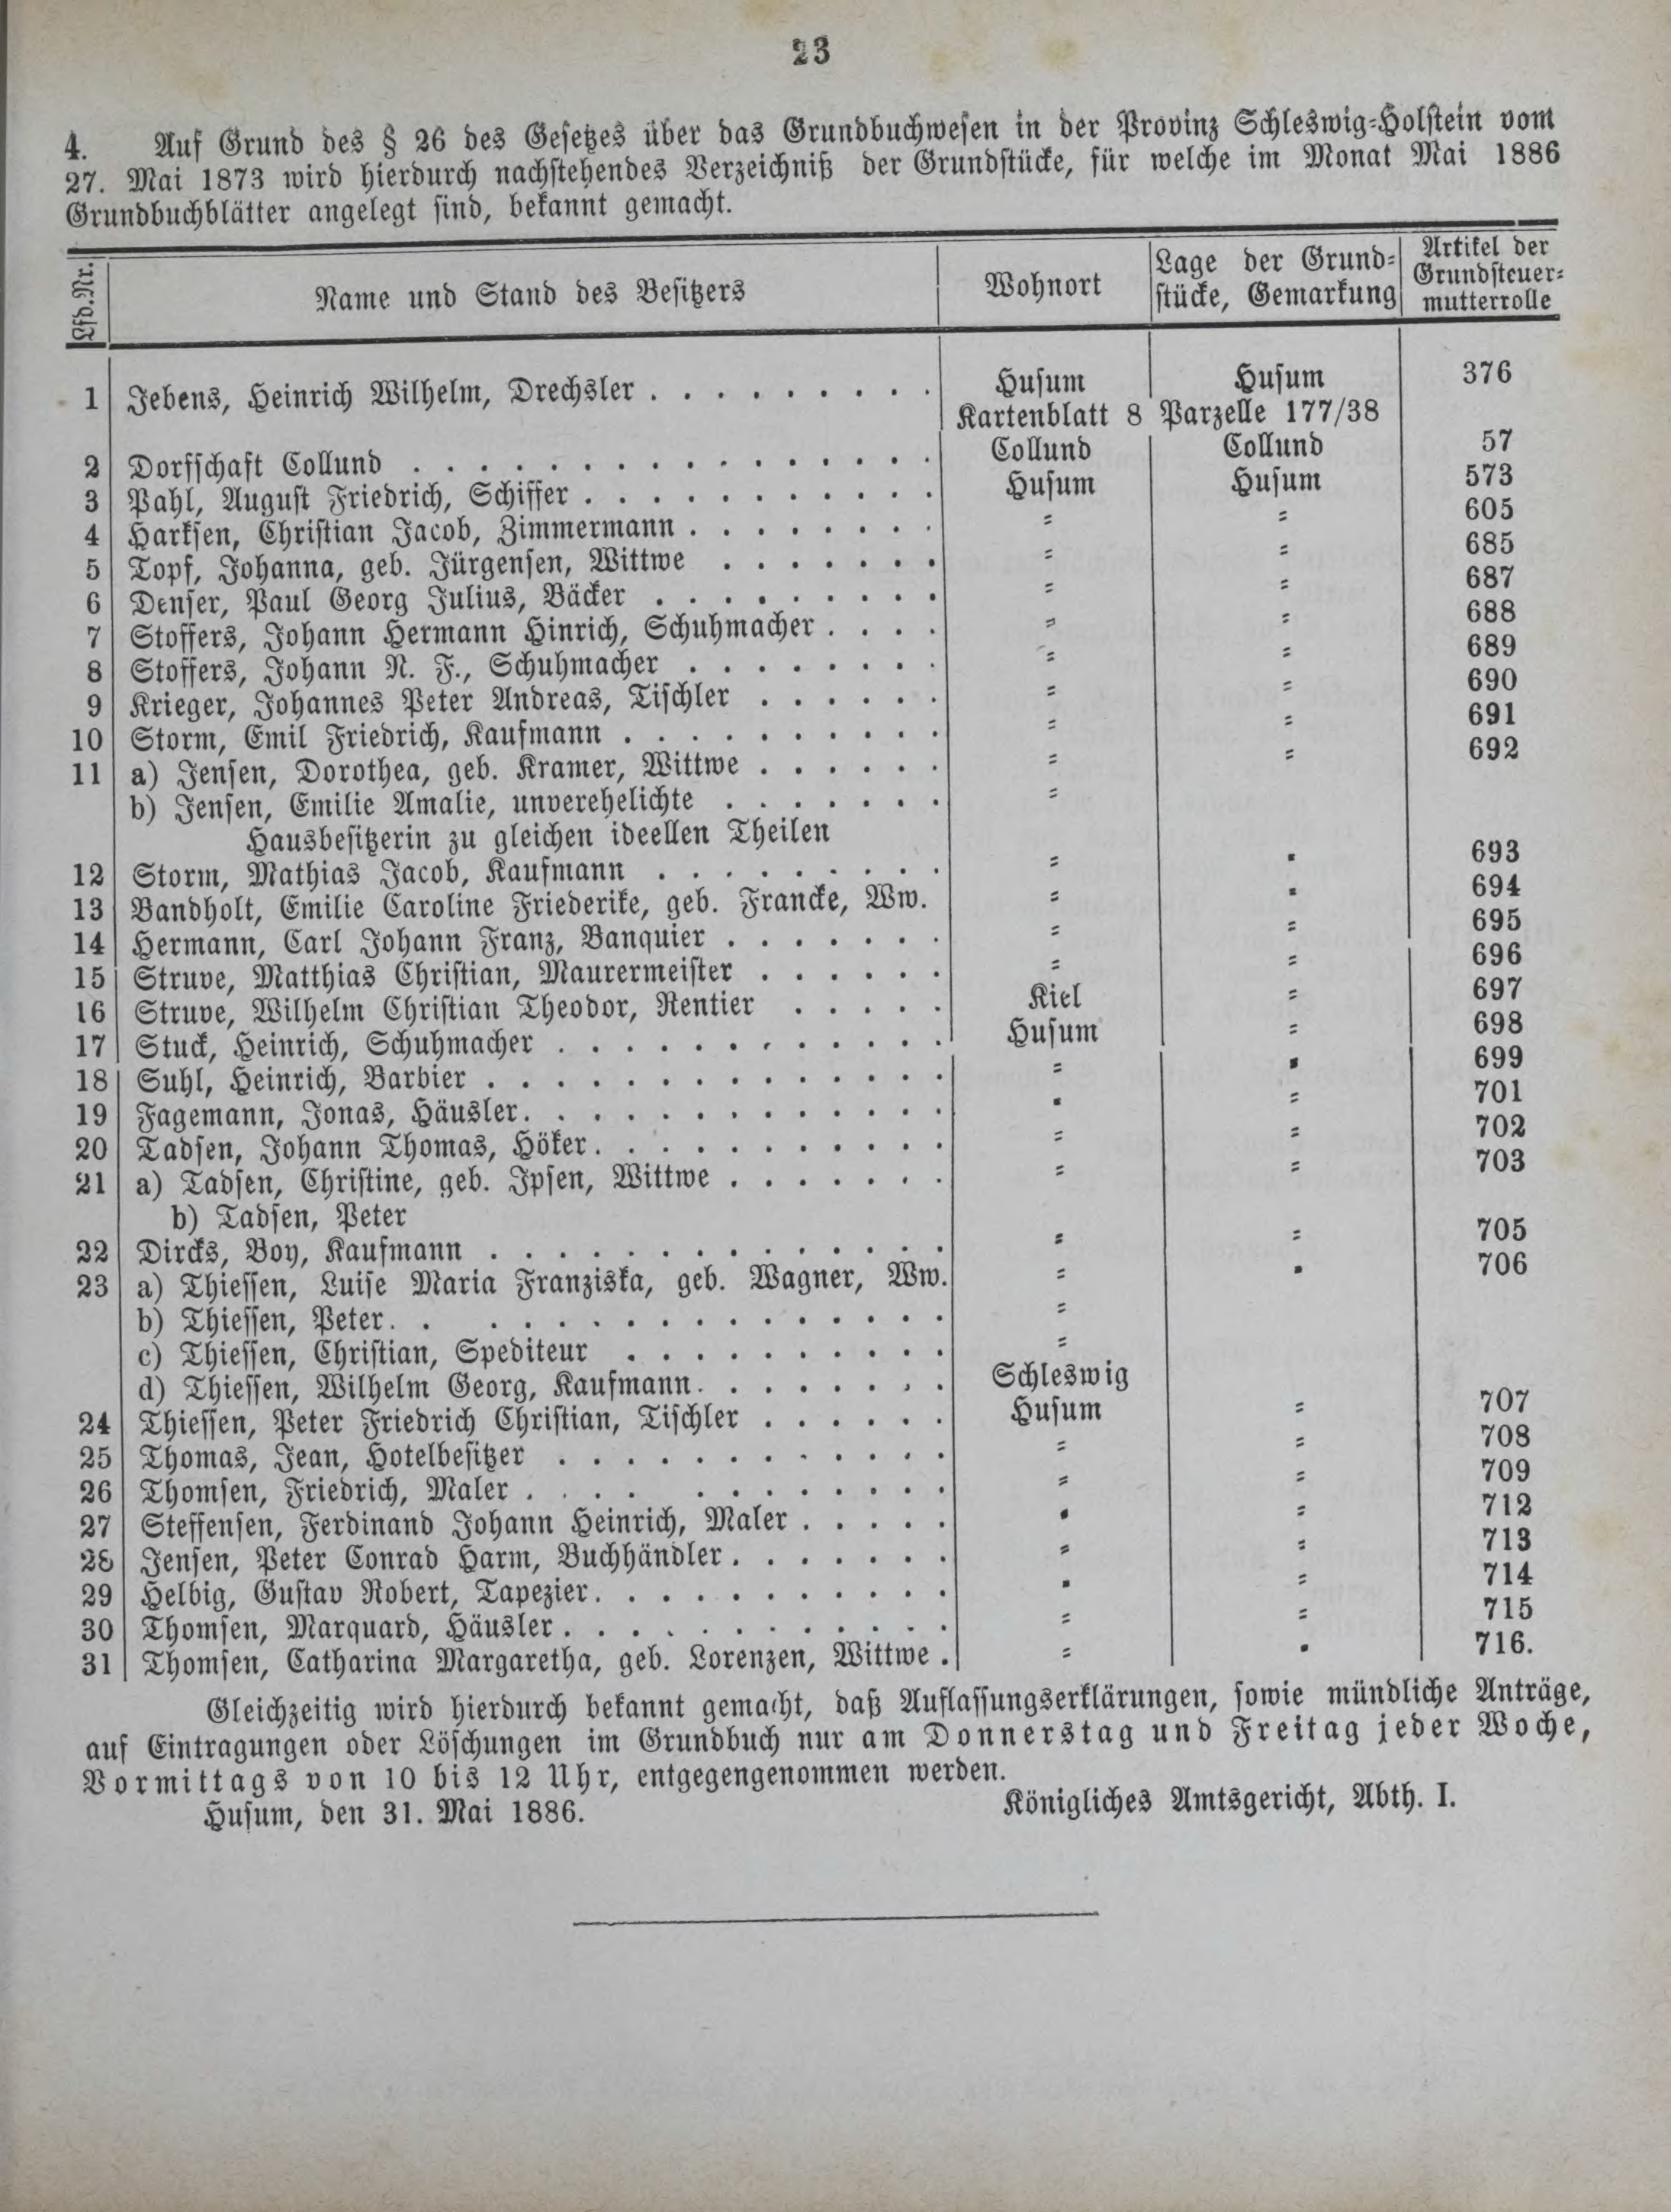 23
4. Auf Grund des § 26 des Gesetzes über das Grundbuchwesen in der Provinz Schleswig-Holstein vom
27. Mai 1873 wird hierdurch nachstehendes Verzeichniß der Grundstücke, für welche im Monat Mai 1886
Grundbuchblätter angelegt sind, bekannt gemacht.
Lfd. Nr. Name und Stand des Besitzers Wohnort Lage der Grund-stücke, Gemarkung Artikel der Grundsteuer-mutterrolle
1 Jebens, Heinrich Wilhelm, Drechsler . . . . . . . . . Husum Husum 376
Kartenblatt 8 Parzelle 177/38
2 Dorfschaft Collund . . . . . . . . . . . . . . . . Collund Collund 57
3 Pahl, August Friedrich, Schiffer . . . . . . . . . . . Husum Husum 573
4 Harksen, Christian Jacob, Zimmermann . . . . . . . . = = 605
5 Topf, Johanna, geb. Jürgensen, Wittwe . . . . . . . = = 685
6 Denser, Paul Georg Julius, Bäcker . . . . . . . . . = = 687
7 Stoffers, Johann Hermann Hinrich, Schuhmacher . . . . = = 688
8 Stoffers, Johann N. F., Schuhmacher . . . . . . . . = = 689
9 Krieger, Johannes Peter Andreas, Tischler . . . . . . = = 690
10 Storm, Emil Friedrich, Kaufmann . . . . . . . . . . = = 691
11 a) Jensen, Dorothea, geb. Kramer, Wittwe . . . . . . = = 692
b) Jensen, Emilie Amalie, unverehelichte . . . . . . . =
Hausbesitzerin zu gleichen ideellen Theilen
12 Storm, Mathias Jacob, Kaufmann . . . . . . . . . = = 693
13 Bandholt, Emilie Caroline Friederike, geb. Francke, Ww. = = 694
14 Hermann, Carl Johann Franz, Banquier . . . . . . . = = 695
15 Struve, Matthias Christian, Maurermeister . . . . . . = = 696
16 Struve, Wilhelm Christian Theodor, Rentier . . . . . Kiel = 697
17 Stuck, Heinrich, Schuhmacher . . . . . . . . . . . . Husum = 698
18 Suhl, Heinrich, Barbier . . . . . . . . . . . . . . = = 699
19 Fagemann, Jonas, Häusler . . . . . . . . . . . . . = = 701
20 Tadsen, Johann Thomas, Höker . . . . . . . . . . . = = 702
21 a) Tadsen, Christine, geb. Ipsen, Wittwe . . . . . . . = = 703
b) Tadsen, Peter
22 Dircks, Boy, Kaufmann . . . . . . . . . . . . . . = = 705
23 a) Thiessen, Luise Maria Franziska, geb. Wagner, Ww. = = 706
b) Thiessen, Peter . . . . . . . . . . . . . . . . =
c) Thiessen, Christian, Spediteur . . . . . . . . . . =
d) Thiessen, Wilhelm Georg, Kaufmann . . . . . . . . Schleswig
24 Thiessen, Peter Friedrich Christian, Tischler . . . . . . Husum = 707
25 Thomas, Jean, Hotelbesitzer . . . . . . . . . . . . = = 708
26 Thomsen, Friedrich, Maler . . . . . . . . . . . . = = 709
27 Steffensen, Ferdinand Johann Heinrich, Maler . . . . . = = 712
28 Jensen, Peter Conrad Harm, Buchhändler . . . . . . . = = 713
29 Helbig, Gustav Robert, Tapezier . . . . . . . . . . . = = 714
30 Thomsen, Marquard, Häusler . . . . . . . . . . . . = = 715
31 Thomsen, Catharina Margaretha, geb. Lorenzen, Wittwe . = = 716.
Gleichzeitig wird hierdurch bekannt gemacht, daß Auflassungserklärungen, sowie mündliche Anträge,
auf Eintragungen oder Löschungen im Grundbuch nur am Donnerstag und Freitag jeder Woche,
Vormittags von 10 bis 12 Uhr, entgegengenommen werden.
Husum, den 31. Mai 1886. Königliches Amtsgericht, Abth. I.